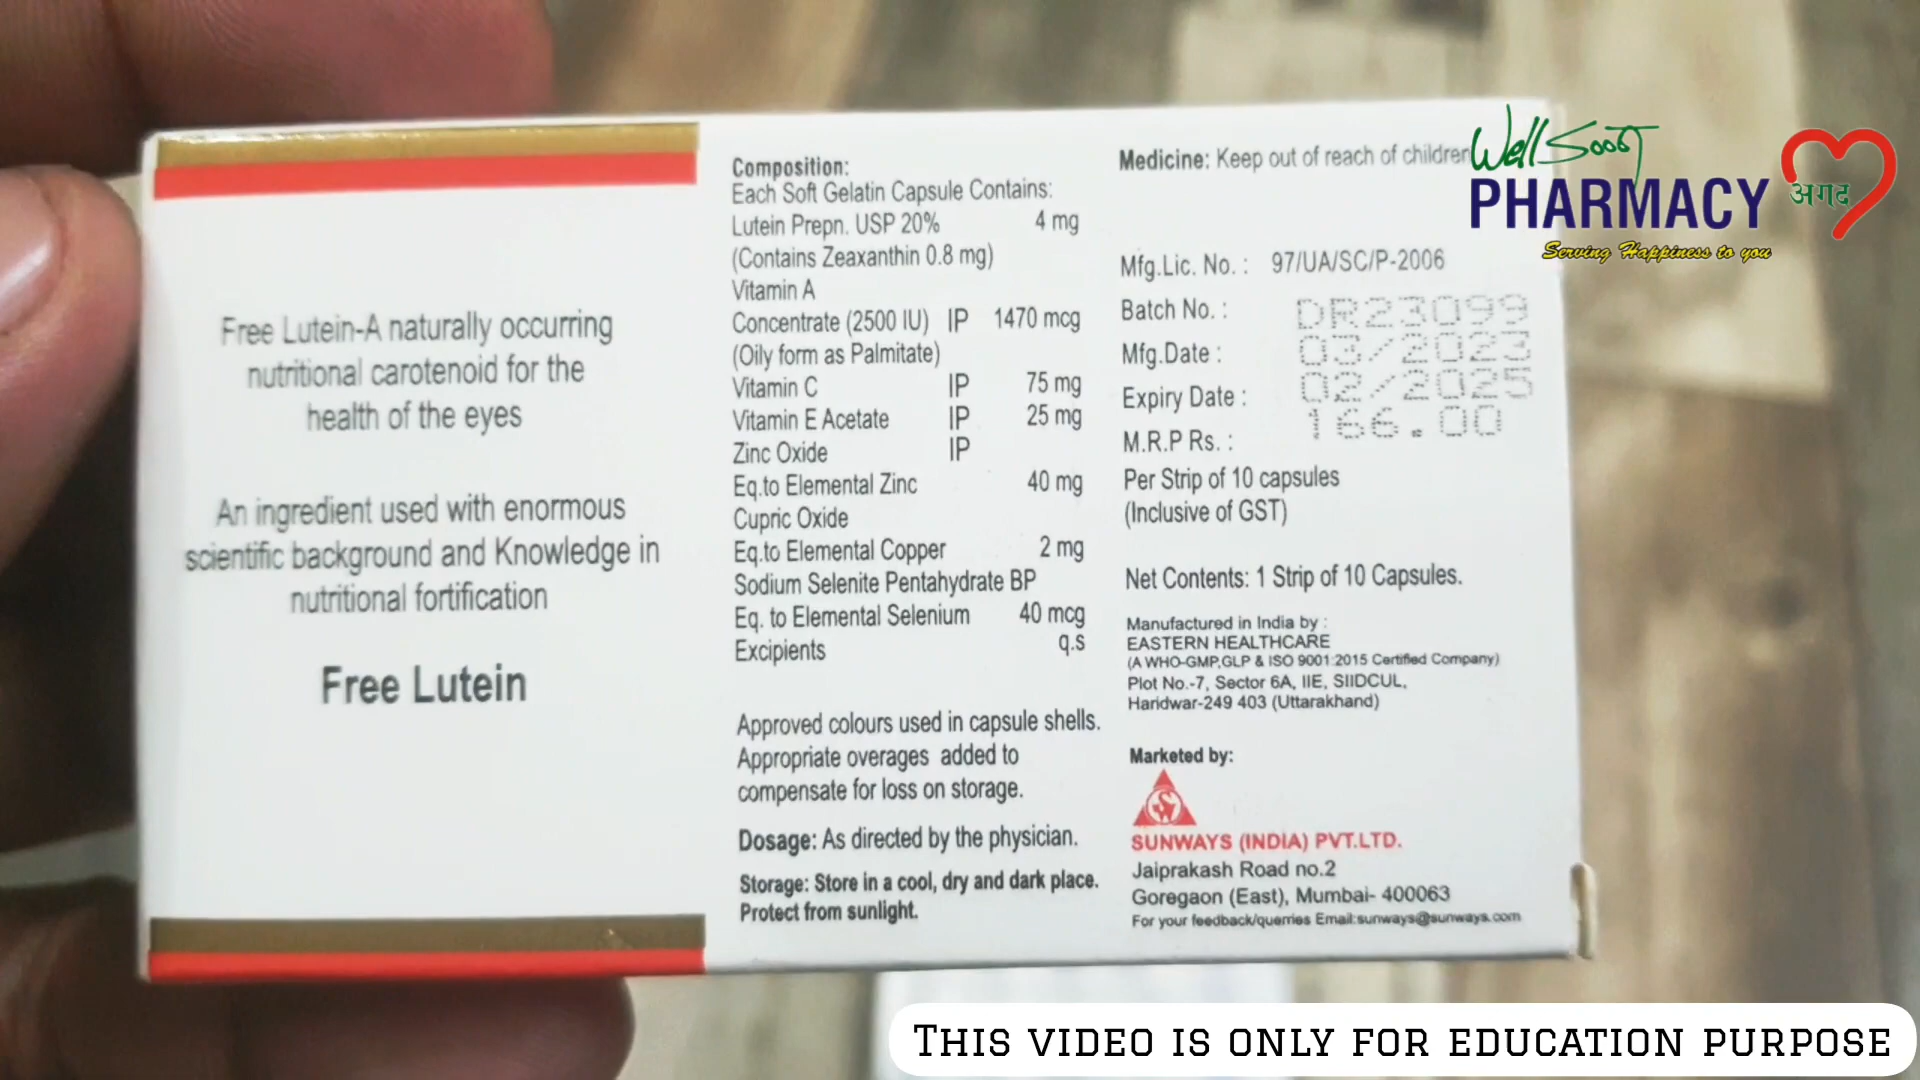 Free Lutein-A naturally occurring
nutritional carotenoid for the
health of the eyes
An ingredient used with enormous
scientific background and Knowledge in
nutritional fortification
Free Lutein
Composition:
Each Soft Gelatin Capsule Contains:
Lutein Prepn. USP 20% 4 mg
(Contains Zeaxanthin 0.8 mg)
Vitamin A
Concentrate (2500 IU) IP 1470 mcg
(Oily form as Palmitate)
Vitamin C IP 75 mg
Vitamin E Acetate IP 25 mg
Zinc Oxide IP
Eq.to Elemental Zinc 40 mg
Cupric Oxide
Eq.to Elemental Copper 2 mg
Sodium Selenite Pentahydrate BP
Eq. to Elemental Selenium 40 mcg
Excipients q.s
Approved colours used in capsule shells.
Appropriate overages added to
compensate for loss on storage.
Dosage: As directed by the physician.
Storage: Store in a cool, dry and dark place.
Protect from sunlight.
Medicine: Keep out of reach of children
Mfg.Lic. No. : 97/UA/SC/P-2006
Batch No. : DR23099
Mfg.Date : 03/2023
Expiry Date : 02/2025
M.R.P Rs. : 166.00
Per Strip of 10 capsules
(Inclusive of GST)
Net Contents: 1 Strip of 10 Capsules.
Manufactured in India by :
EASTERN HEALTHCARE
(A WHO-GMP,GLP & ISO 9001:2015 Certified Company)
Plot No.-7, Sector 6A, IIE, SIIDCUL,
Haridwar-249 403 (Uttarakhand)
Marketed by:
SUNWAYS (INDIA) PVT.LTD.
Jaiprakash Road no.2
Goregaon (East), Mumbai- 400063
For your feedback/querries Email:sunways@sunways.com
Well
PHARMACY
अगद
Serving Happiness to you
THIS VIDEO IS ONLY FOR EDUCATION PURPOSE